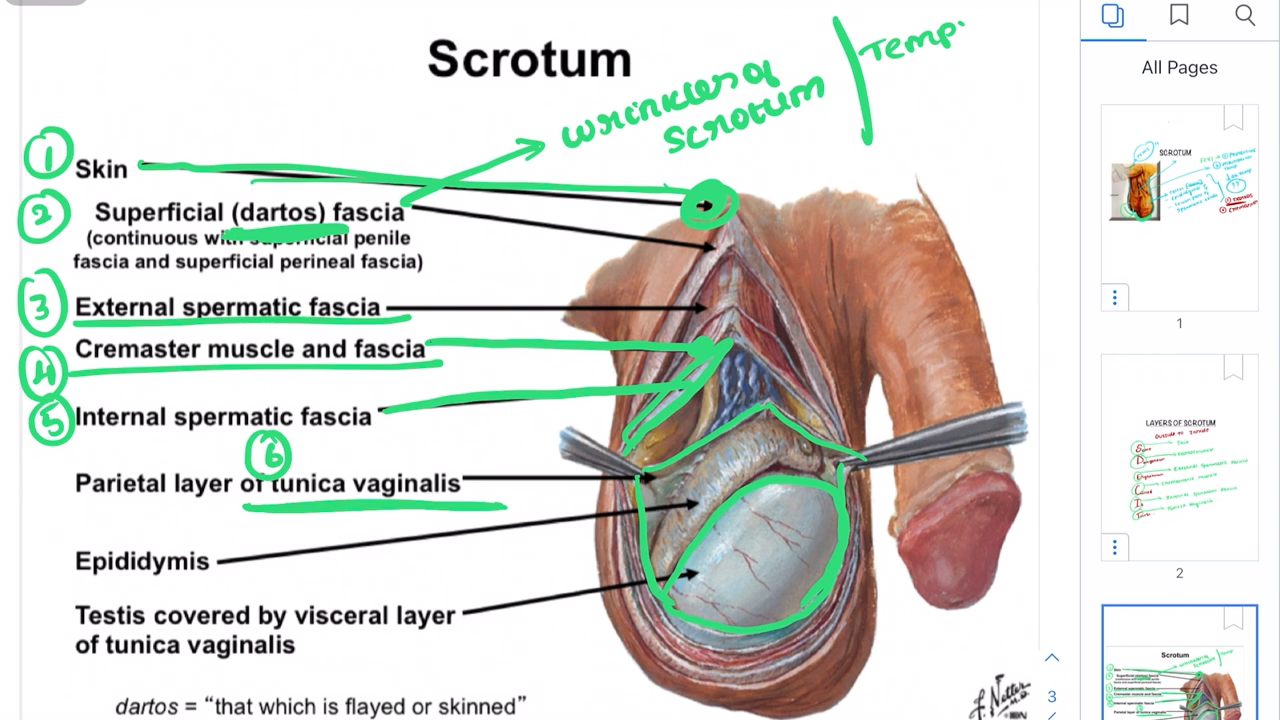 Scrotum
wrinkles of
scrotum
Temp.
1 Skin
2 Superficial (dartos) fascia
(continuous with superficial penile
fascia and superficial perineal fascia)
3 External spermatic fascia
4 Cremaster muscle and fascia
5 Internal spermatic fascia
6
Parietal layer of tunica vaginalis
Epididymis
Testis covered by visceral layer
of tunica vaginalis
dartos = “that which is flayed or skinned”
3
All Pages
SCROTUM
1
LAYERS OF SCROTUM
Outside to Inside
2
Scrotum